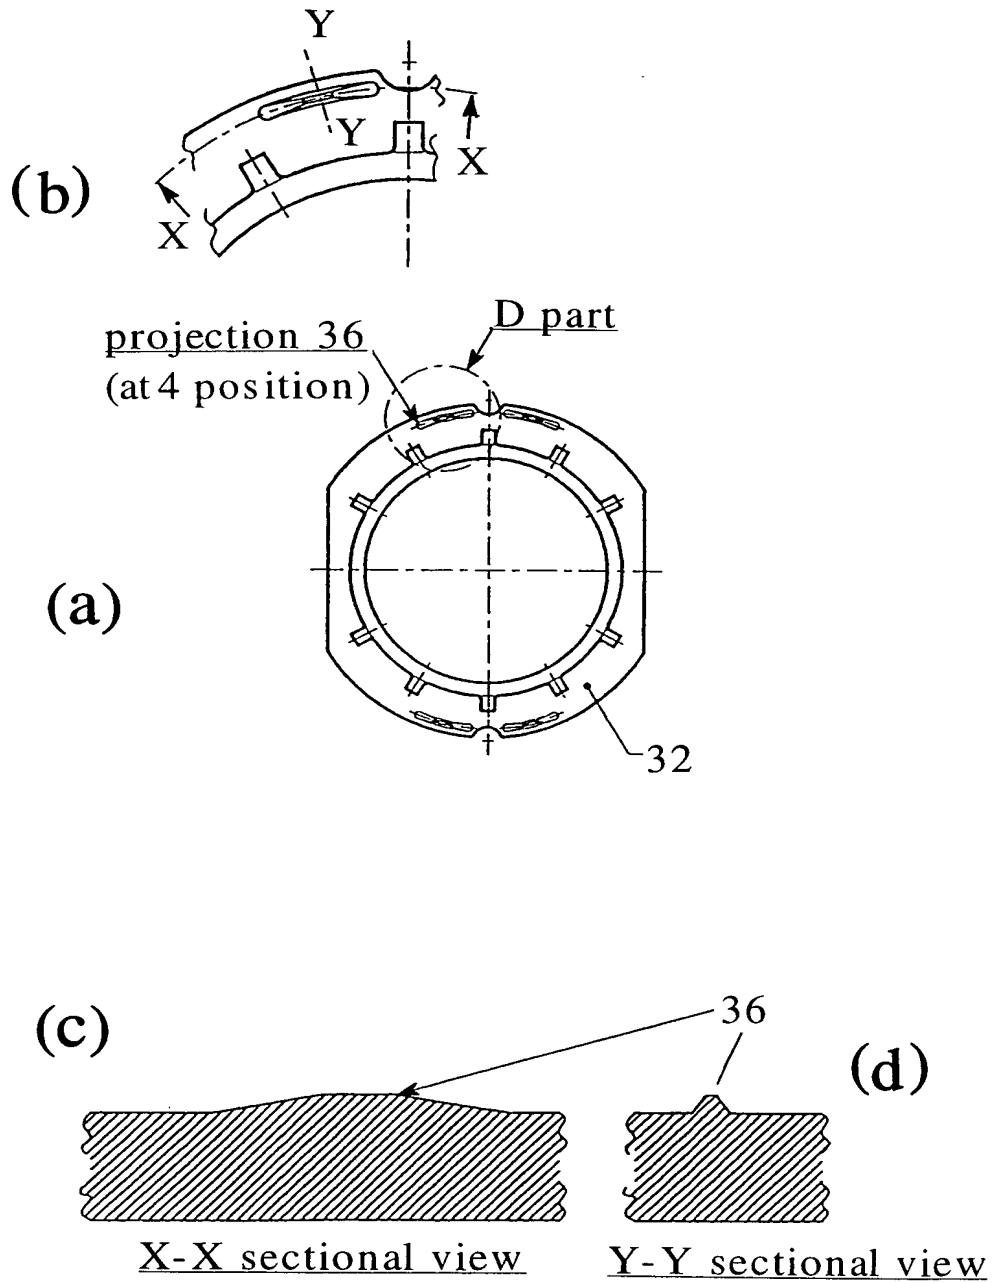 Y
Y
X
X
(b)
D part
projection 36
(at 4 position)
(a)
32
(c)
36
(d)
X-X sectional view
Y-Y sectional view